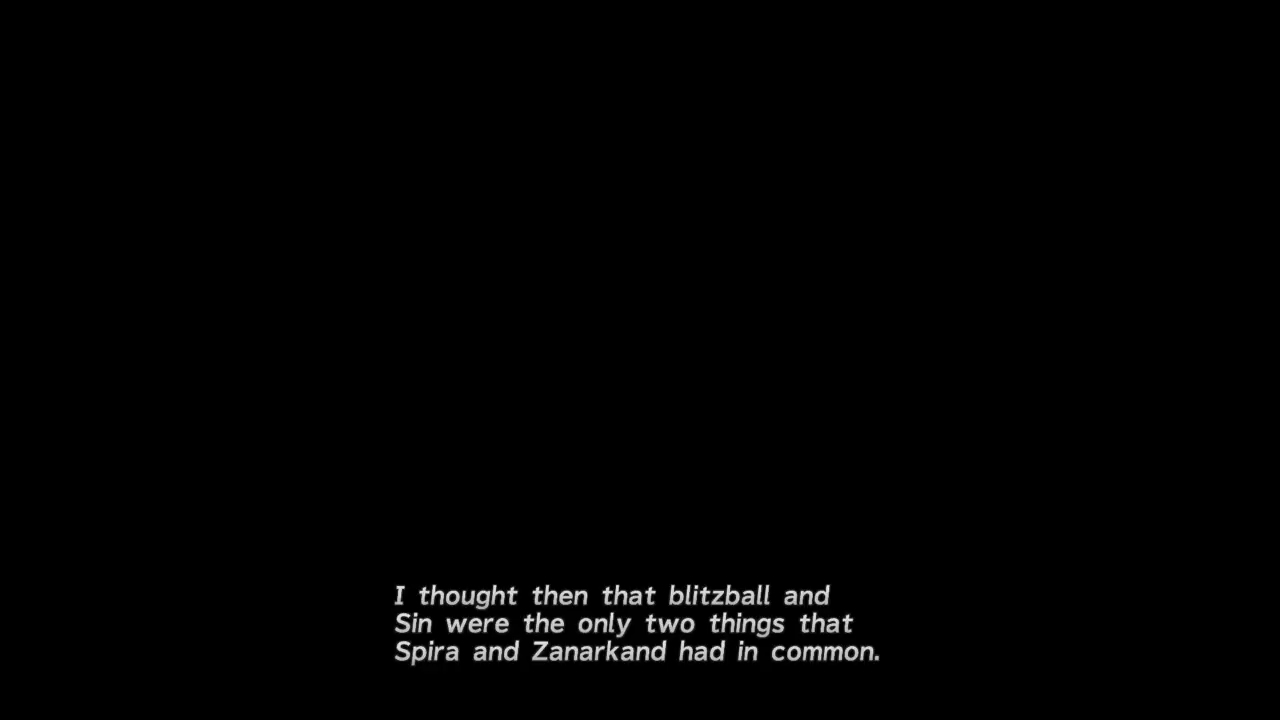 I thought then that blitzball and
Sin were the only two things that
Spira and Zanarkand had in common.